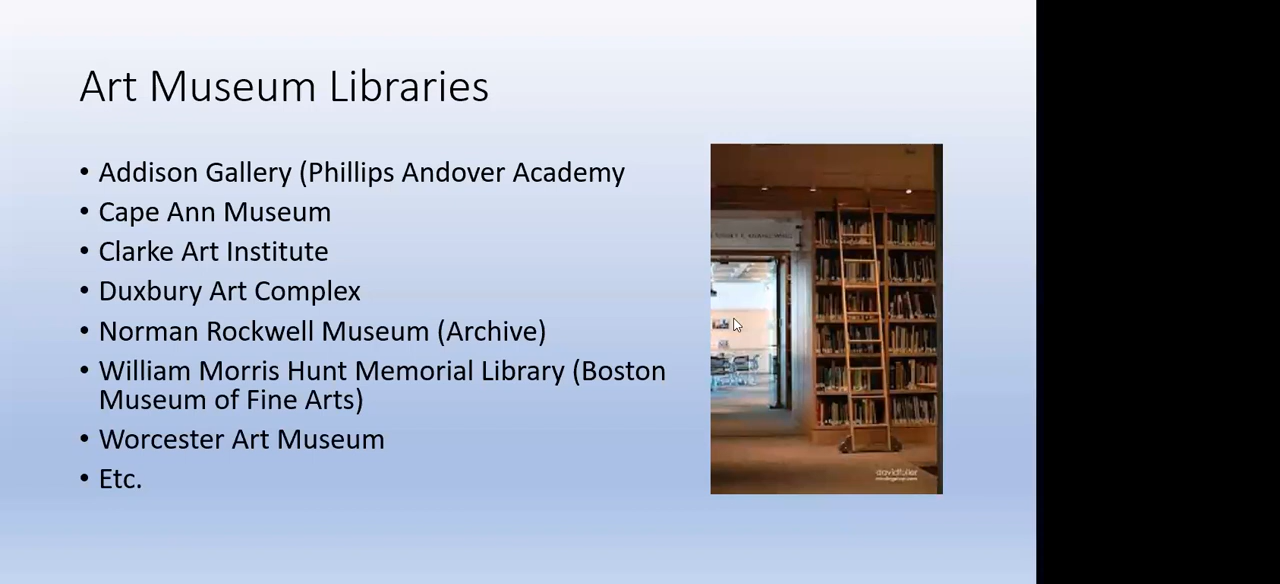 Art Museum Libraries
• Addison Gallery (Phillips Andover Academy
• Cape Ann Museum
• Clarke Art Institute
• Duxbury Art Complex
• Norman Rockwell Museum (Archive)
• William Morris Hunt Memorial Library (Boston
Museum of Fine Arts)
• Worcester Art Museum
• Etc.
davidfuller